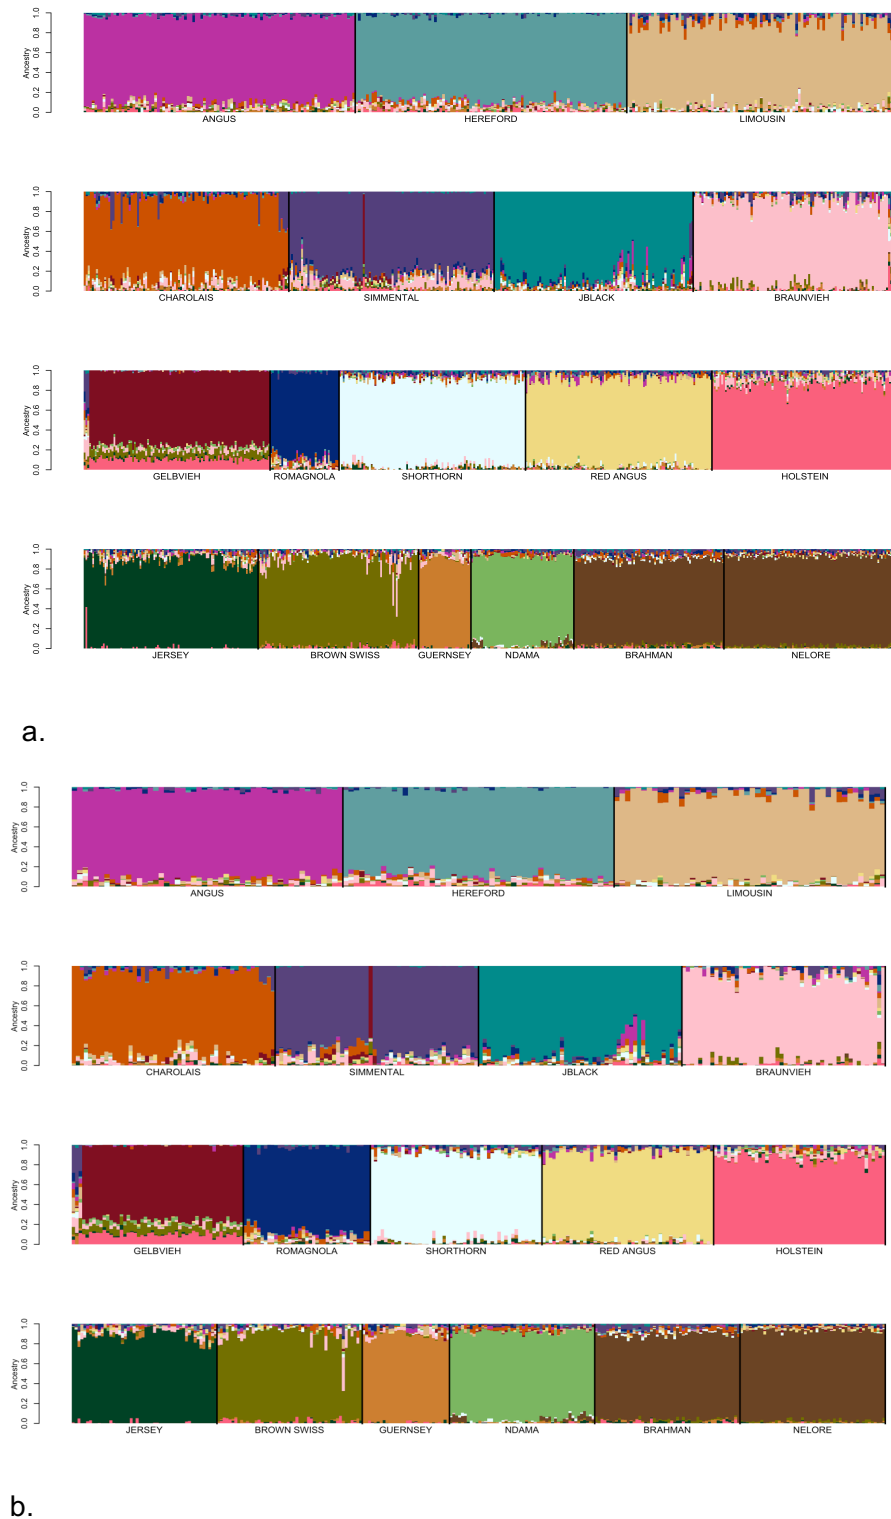 1.0
0.8
0.6
0.4
0.2
0.0
Ancestry
ANGUS HEREFORD LIMOUSIN
1.0
0.8
0.6
0.4
0.2
0.0
Ancestry
CHAROLAIS SIMMENTAL JBLACK BRAUNVIEH
1.0
0.8
0.6
0.4
0.2
0.0
Ancestry
GELBVIEH ROMAGNOLA SHORTHORN RED ANGUS HOLSTEIN
1.0
0.8
0.6
0.4
0.2
0.0
Ancestry
JERSEY BROWN SWISS GUERNSEY NDAMA BRAHMAN NELORE
a.
1.0
0.8
0.6
0.4
0.2
0.0
Ancestry
ANGUS HEREFORD LIMOUSIN
1.0
0.8
0.6
0.4
0.2
0.0
Ancestry
CHAROLAIS SIMMENTAL JBLACK BRAUNVIEH
1.0
0.8
0.6
0.4
0.2
0.0
Ancestry
GELBVIEH ROMAGNOLA SHORTHORN RED ANGUS HOLSTEIN
1.0
0.8
0.6
0.4
0.2
0.0
Ancestry
JERSEY BROWN SWISS GUERNSEY NDAMA BRAHMAN NELORE
b.